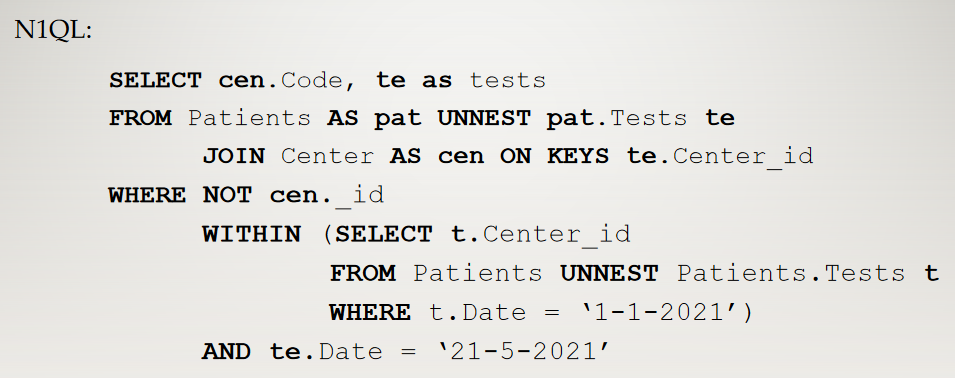 N1QL:
SELECT cen.Code, te as tests
FROM Patients AS pat UNNEST pat.Tests te
JOIN Center AS cen ON KEYS te.Center_id
WHERE NOT cen._id
WITHIN (SELECT t.Center_id
FROM Patients UNNEST Patients.Tests t
WHERE t.Date = ‘1-1-2021’)
AND te.Date = ‘21-5-2021’